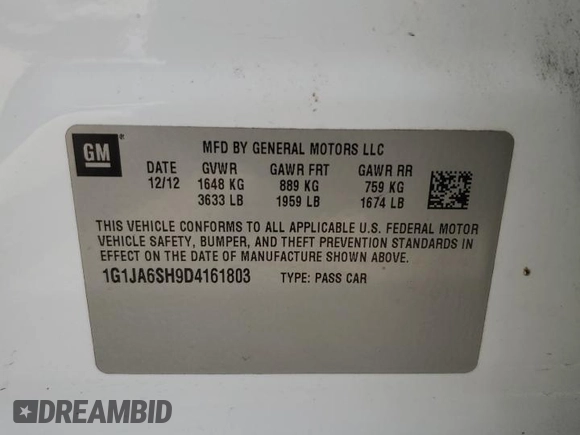 GM
MFD BY GENERAL MOTORS LLC
DATE GVWR GAWR FRT GAWR RR
12/12 1648 KG 889 KG 759 KG
3633 LB 1959 LB 1674 LB
THIS VEHICLE CONFORMS TO ALL APPLICABLE U.S. FEDERAL MOTOR
VEHICLE SAFETY, BUMPER, AND THEFT PREVENTION STANDARDS IN
EFFECT ON THE DATE OF MANUFACTURE SHOWN ABOVE.
1G1JA6SH9D4161803 TYPE: PASS CAR
DREAMBID